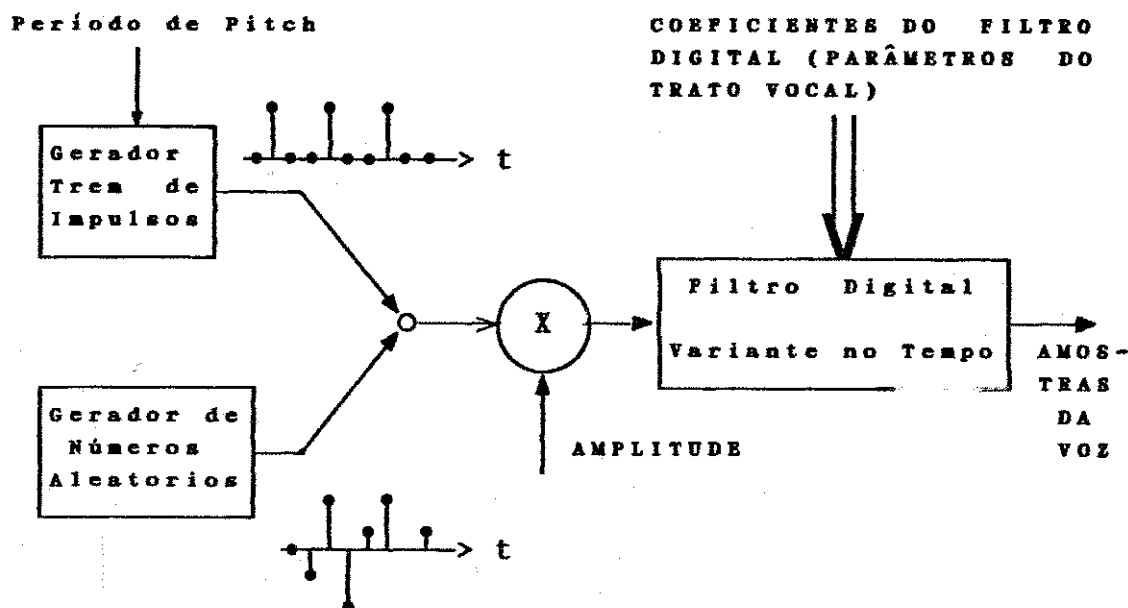 Período de Pitch
COEFICIENTES DO FILTRO
DIGITAL (PARÂMETROS DO
TRATO VOCAL)
Gerador
Trem de
Impulsos
t
X
Filtro Digital
Variante no Tempo
AMOS-
TRAS
DA
VOZ
Gerador de
Números
Aleatorios
AMPLITUDE
t